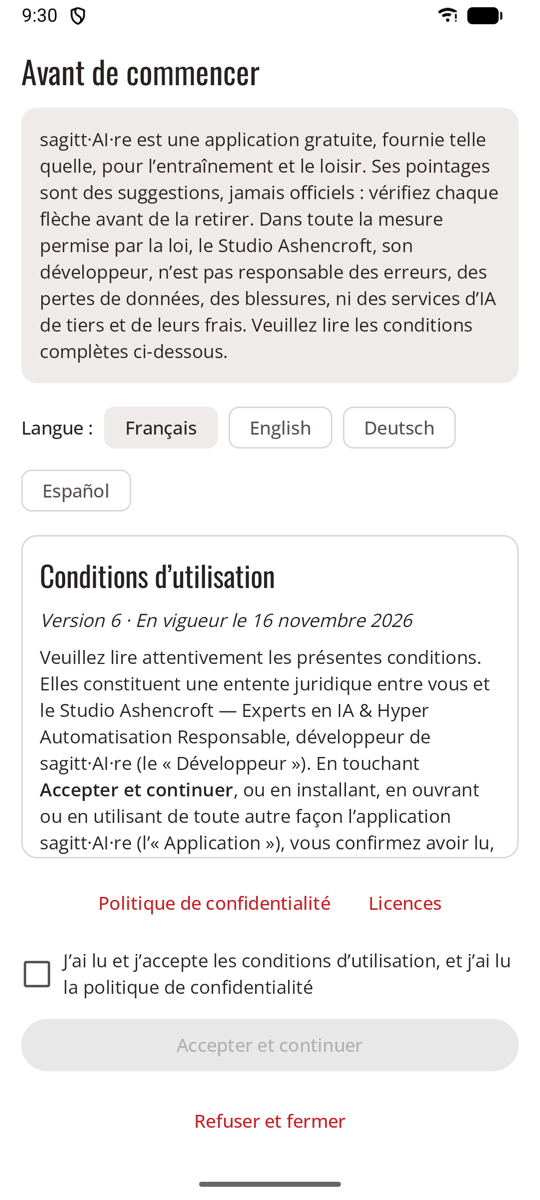 9:30
Avant de commencer
sagitt·AI·re est une application gratuite, fournie telle
quelle, pour l’entraînement et le loisir. Ses pointages
sont des suggestions, jamais officiels : vérifiez chaque
flèche avant de la retirer. Dans toute la mesure
permise par la loi, le Studio Ashencroft, son
développeur, n’est pas responsable des erreurs, des
pertes de données, des blessures, ni des services d’IA
de tiers et de leurs frais. Veuillez lire les conditions
complètes ci-dessous.
Langue : Français English Deutsch
Español
Conditions d’utilisation
Version 6 · En vigueur le 16 novembre 2026
Veuillez lire attentivement les présentes conditions.
Elles constituent une entente juridique entre vous et
le Studio Ashencroft — Experts en IA & Hyper
Automatisation Responsable, développeur de
sagitt·AI·re (le « Développeur »). En touchant
Accepter et continuer, ou en installant, en ouvrant
ou en utilisant de toute autre façon l’application
sagitt·AI·re (l’« Application »), vous confirmez avoir lu,
Politique de confidentialité Licences
J’ai lu et j’accepte les conditions d’utilisation, et j’ai lu
la politique de confidentialité
Accepter et continuer
Refuser et fermer